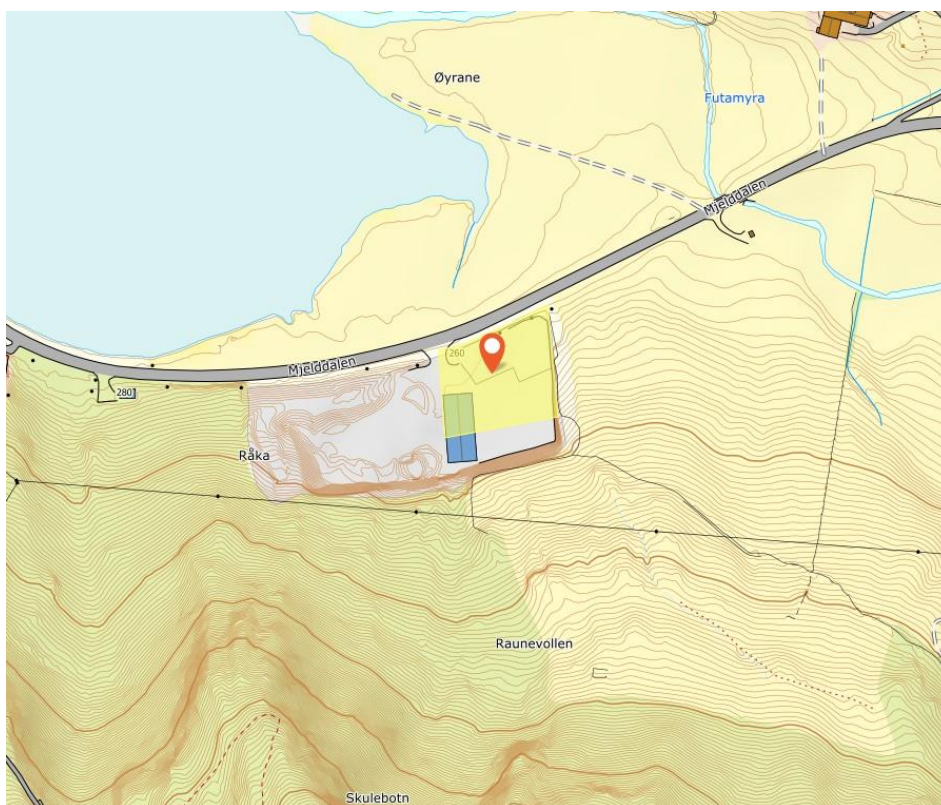 Øyrane
Futamyra
Mjelddalen
260
Mjelddalen
280
Råka
Raunevollen
Skulebotn